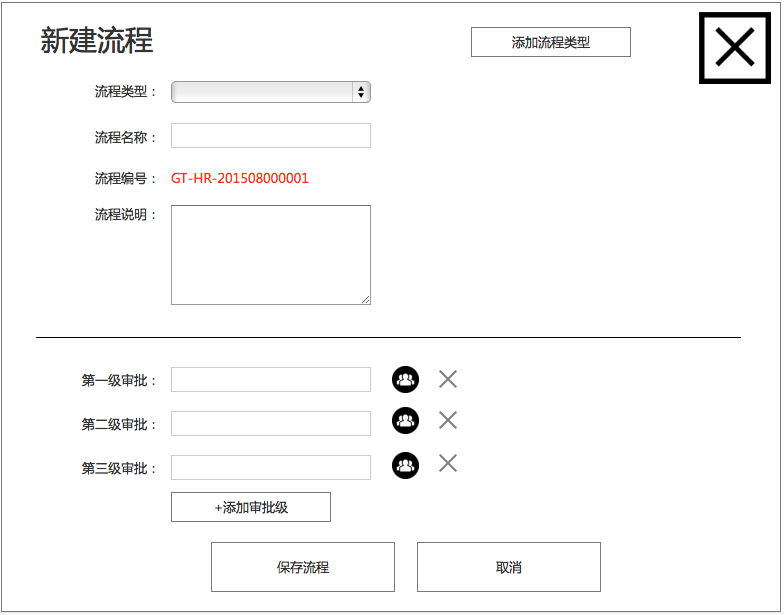 新建流程
添加流程类型
流程类型：
流程名称：
流程编号： GT-HR-201508000001
流程说明：
第一级审批：
第二级审批：
第三级审批：
+添加审批级
保存流程 取消